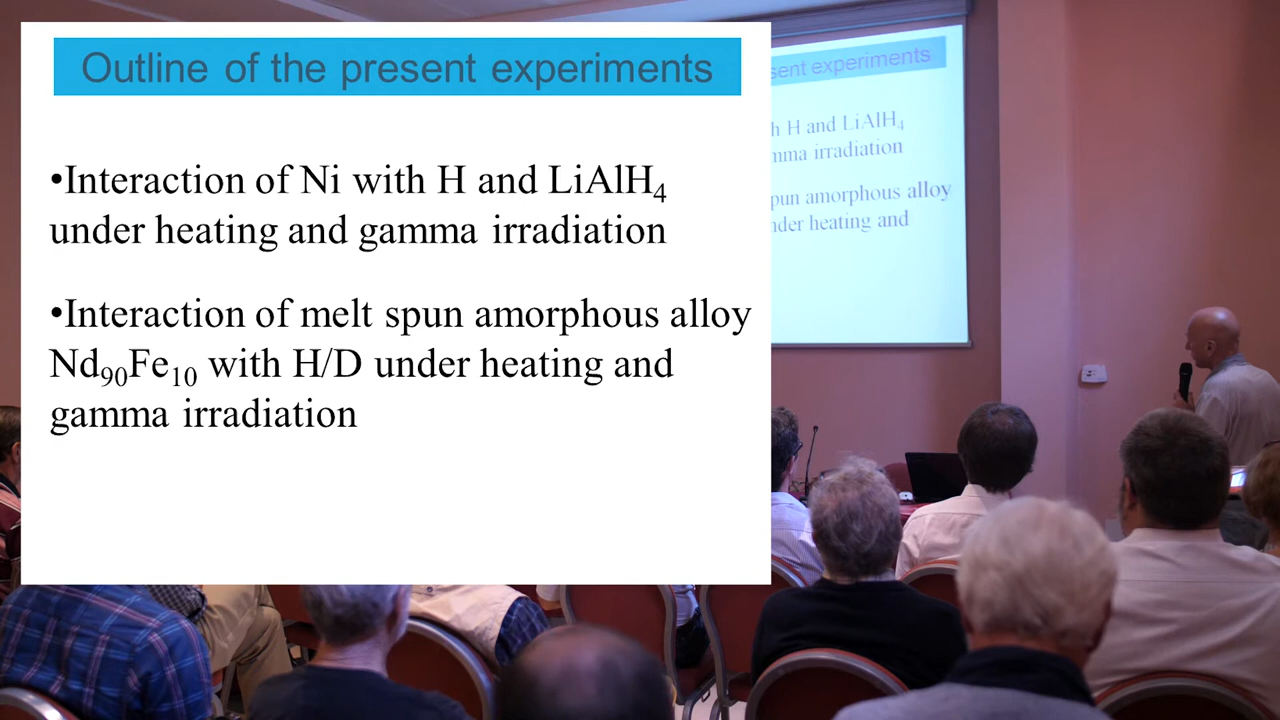 Outline of the present experiments
•Interaction of Ni with H and LiAlH₄
under heating and gamma irradiation
•Interaction of melt spun amorphous alloy
Nd₉₀Fe₁₀ with H/D under heating and
gamma irradiation
sent experiments
h H and LiAlH₄
mma irradiation
pun amorphous alloy
nder heating and